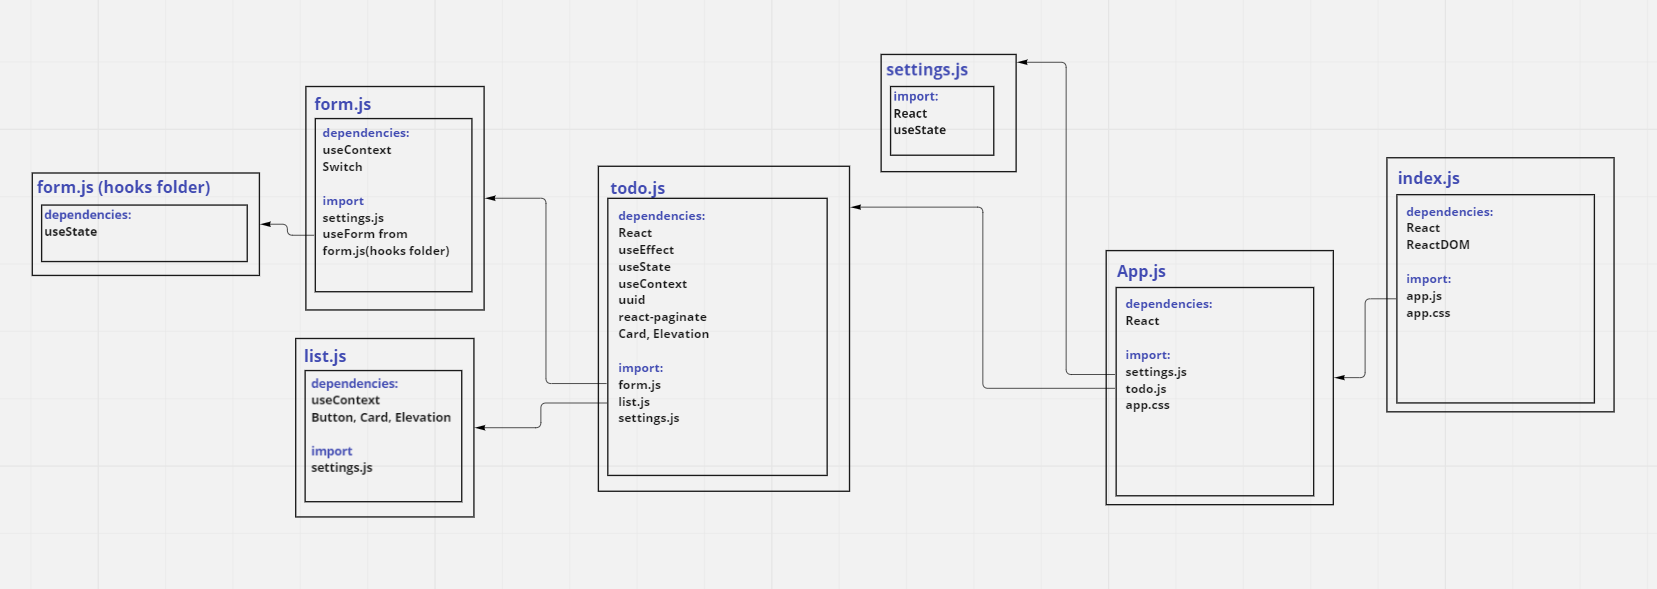 form.js (hooks folder)
dependencies:
useState
form.js
dependencies:
useContext
Switch
import
settings.js
useForm from
form.js(hooks folder)
list.js
dependencies:
useContext
Button, Card, Elevation
import
settings.js
todo.js
dependencies:
React
useEffect
useState
useContext
uuid
react-paginate
Card, Elevation
import:
form.js
list.js
settings.js
settings.js
import:
React
useState
App.js
dependencies:
React
import:
settings.js
todo.js
app.css
index.js
dependencies:
React
ReactDOM
import:
app.js
app.css